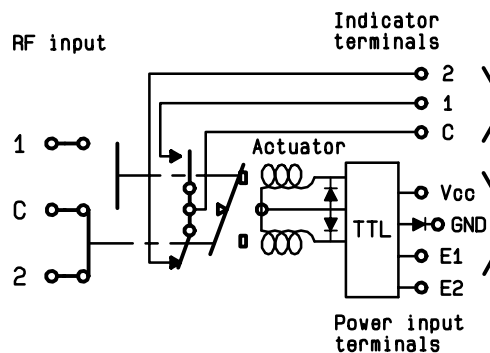 Indicator
terminals
RF input
2
1
C
Actuator
1
C
2
TTL
Vcc
GND
E1
E2
Power input
terminals